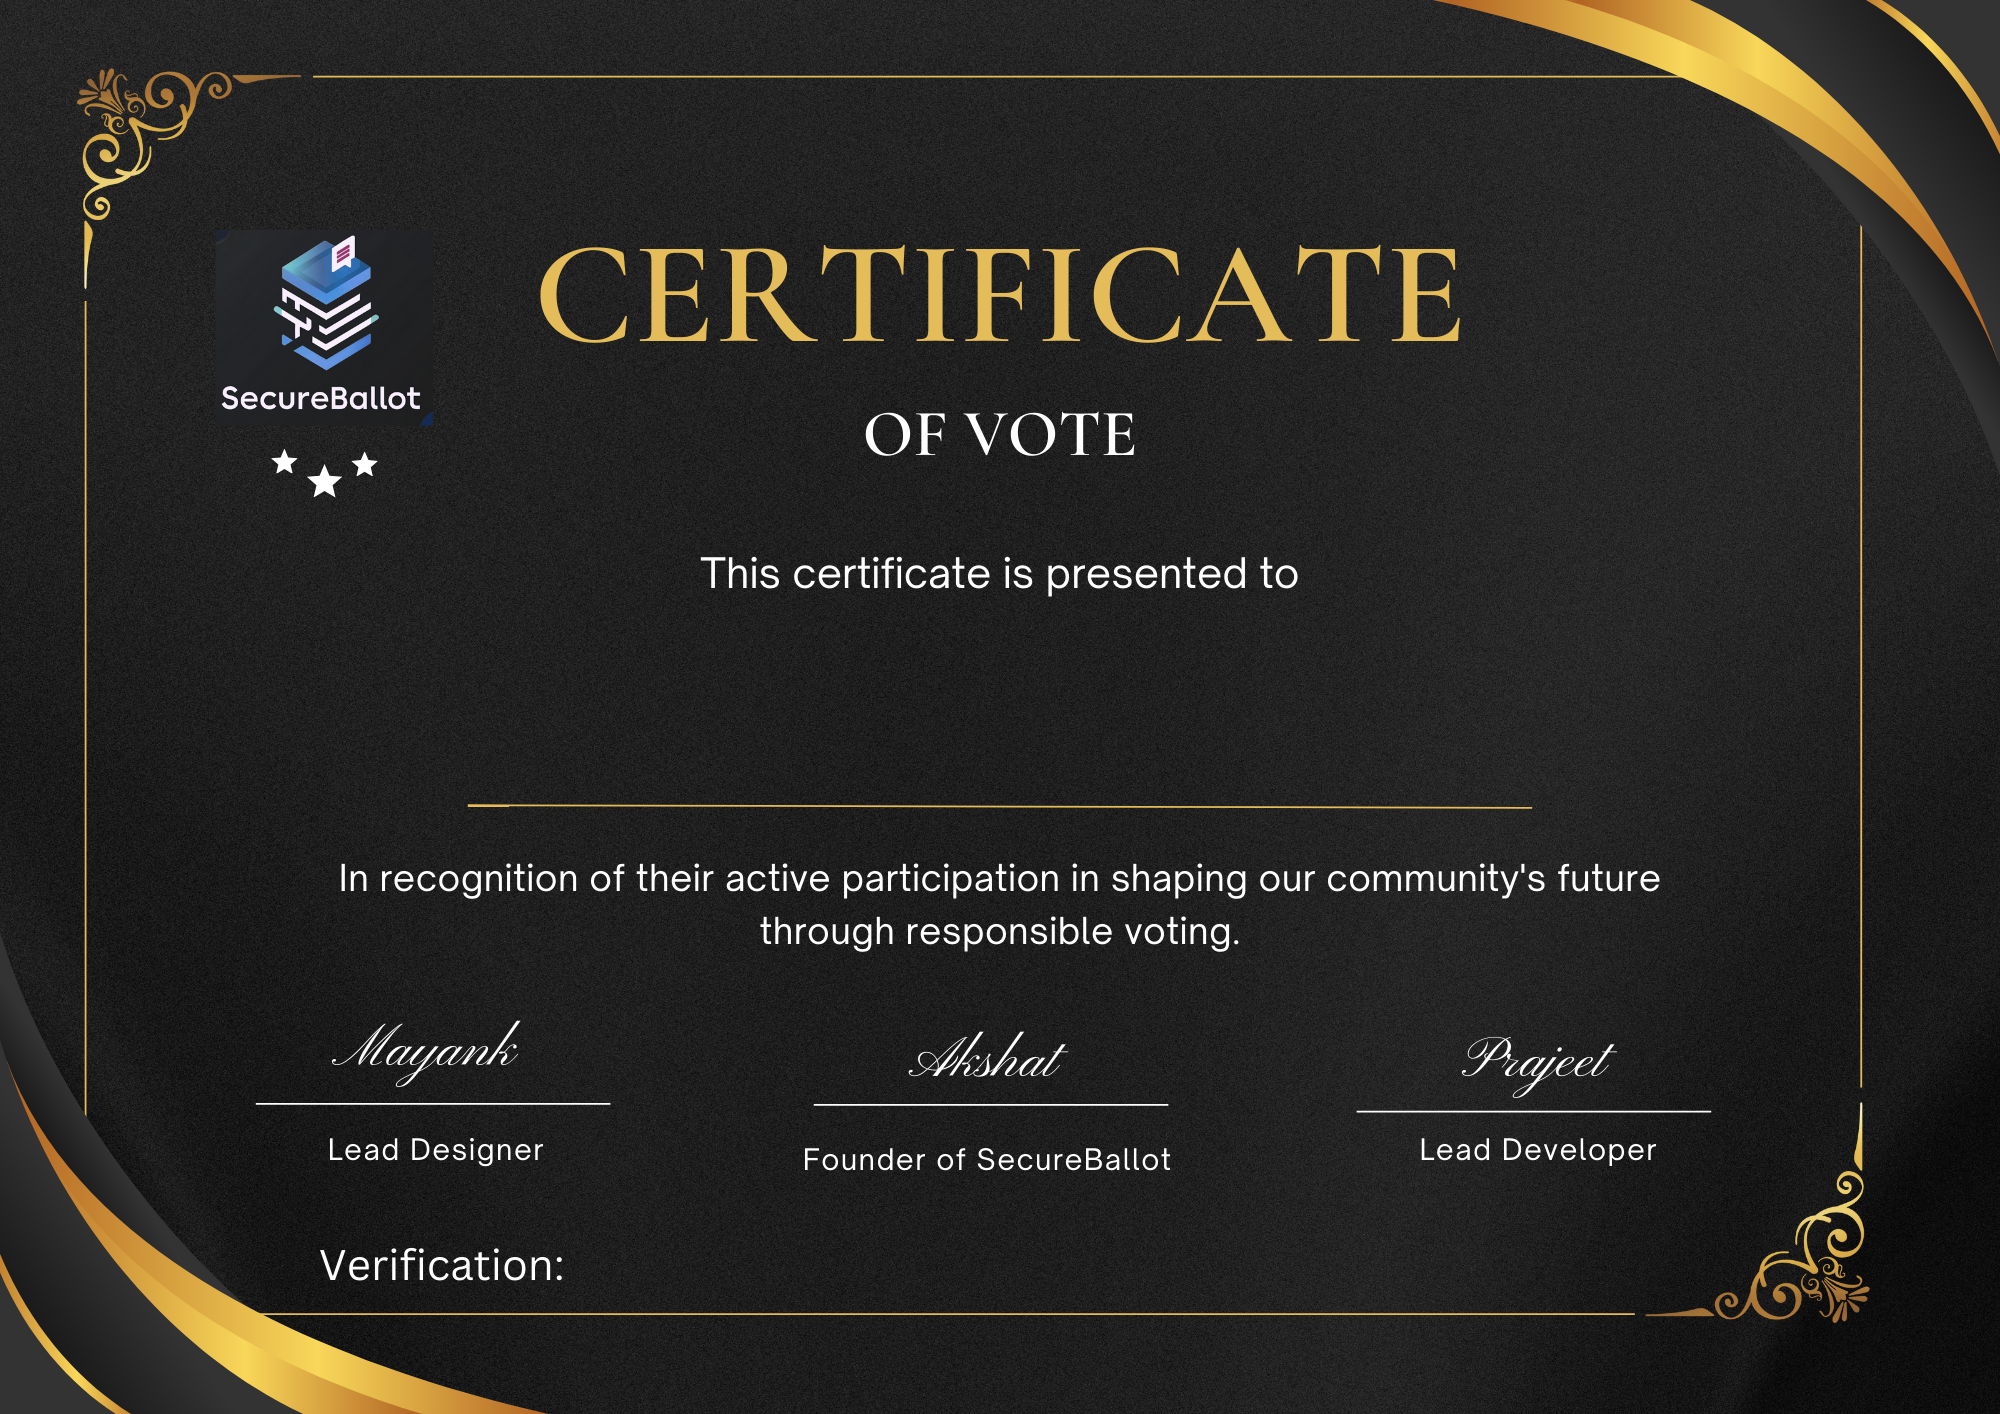 SecureBallot
CERTIFICATE
OF VOTE
This certificate is presented to
In recognition of their active participation in shaping our community's future
through responsible voting.
Mayank
Akshat
Prajeet
Lead Designer
Founder of SecureBallot
Lead Developer
Verification: